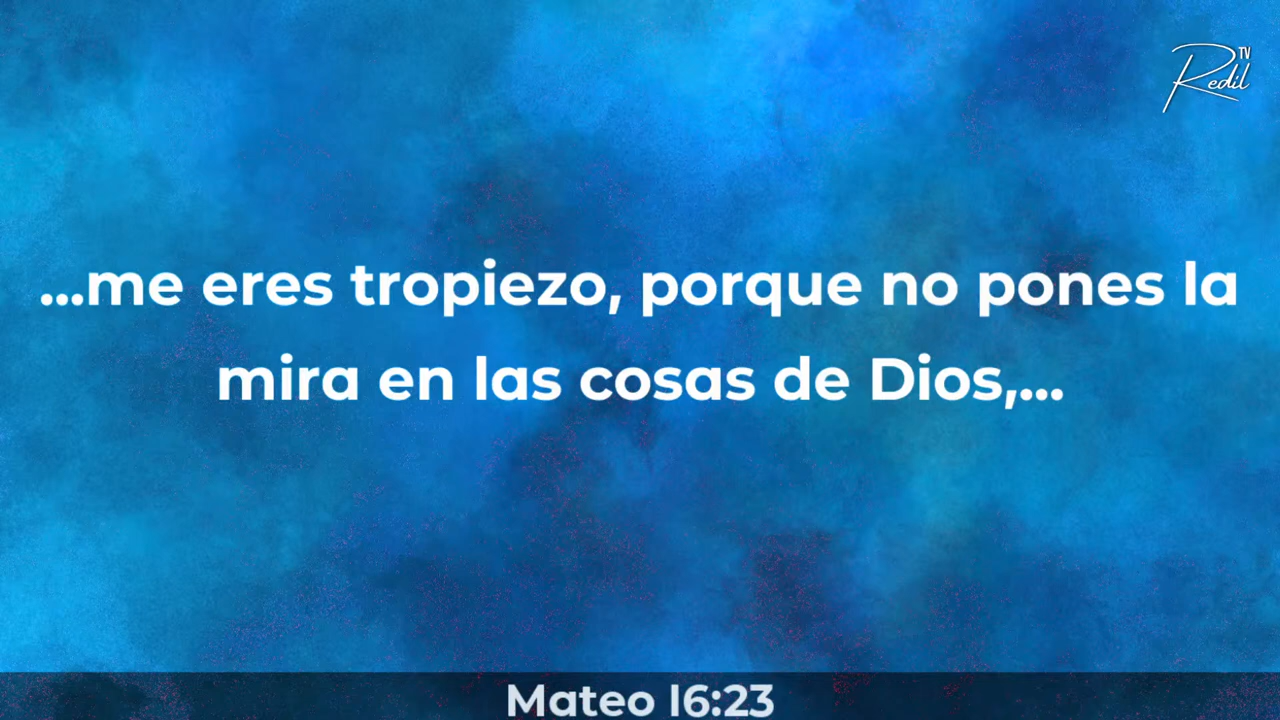 TV
Redil
...me eres tropiezo, porque no pones la
mira en las cosas de Dios,...
Mateo 16:23